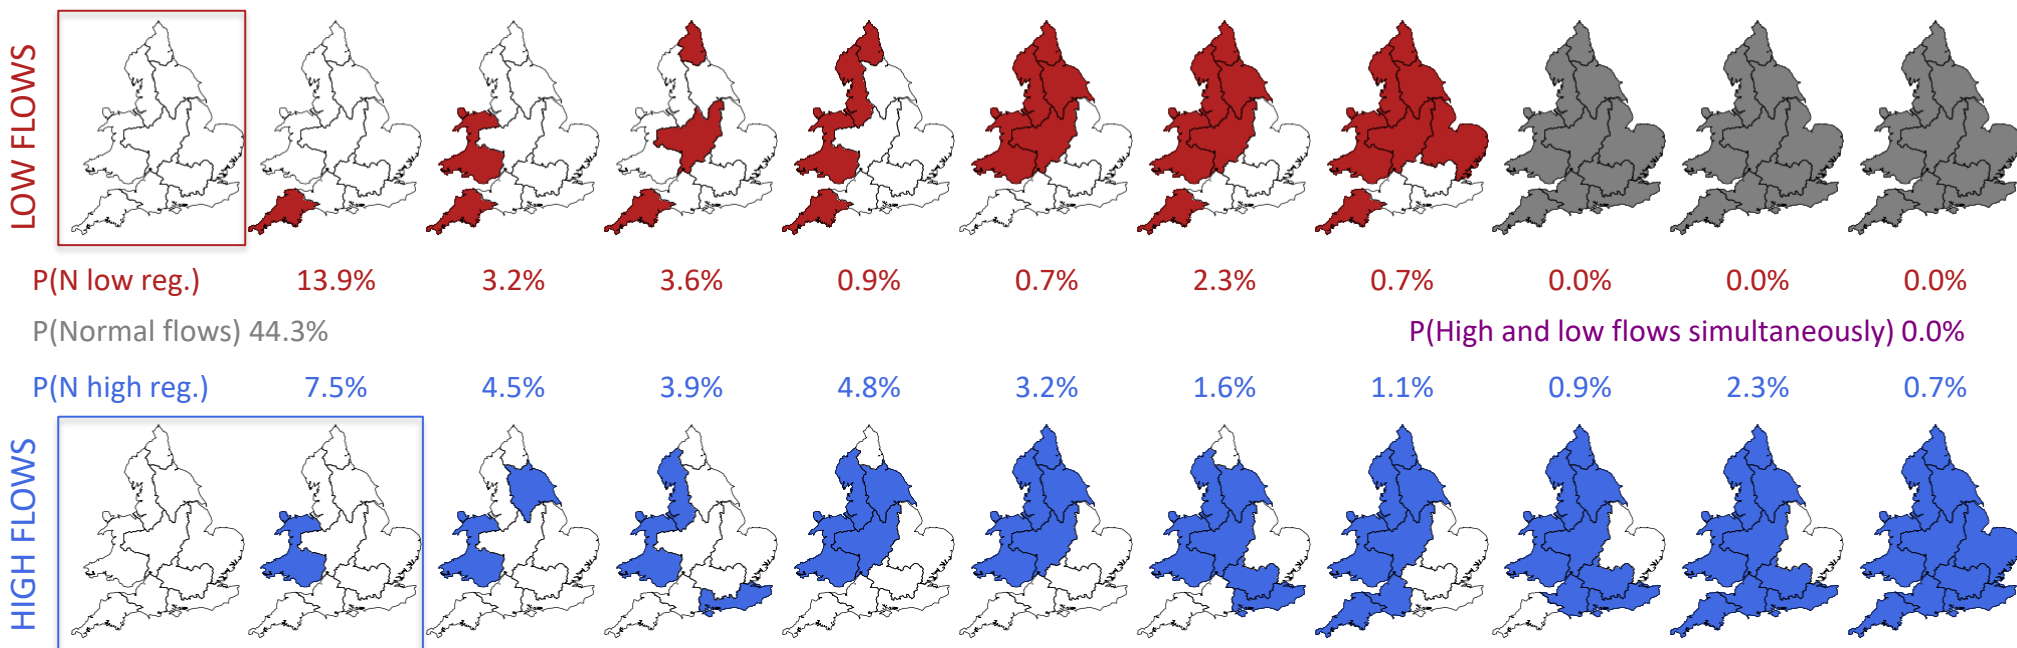 LOW FLOWS
P(N low reg.) 13.9% 3.2% 3.6% 0.9% 0.7% 2.3% 0.7% 0.0% 0.0% 0.0%
P(Normal flows) 44.3% P(High and low flows simultaneously) 0.0%
P(N high reg.) 7.5% 4.5% 3.9% 4.8% 3.2% 1.6% 1.1% 0.9% 2.3% 0.7%
HIGH FLOWS